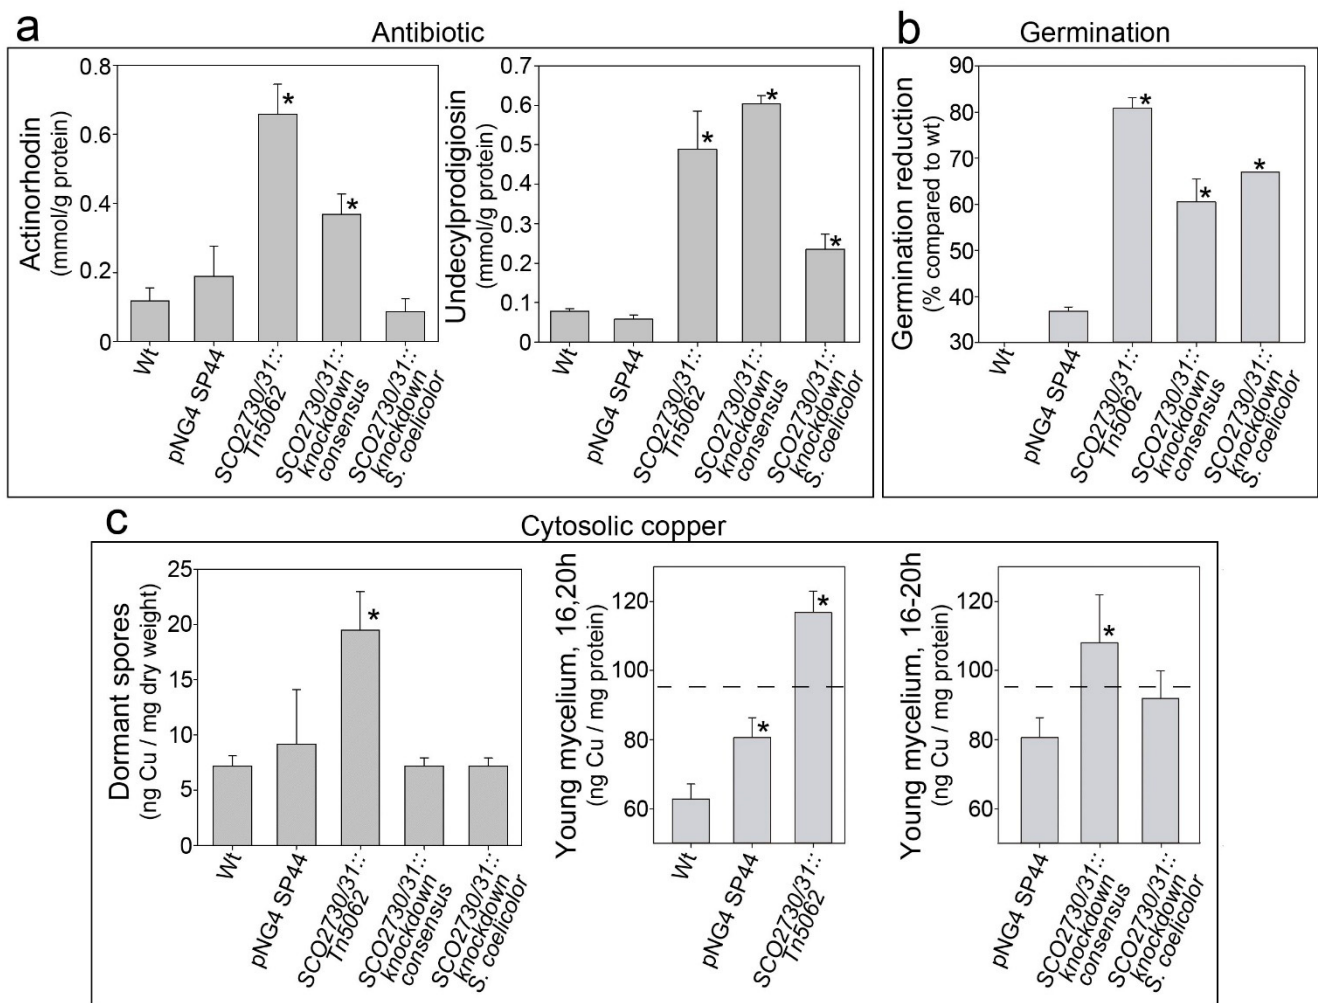 a
Antibiotic
Actinorhodin
(mmol/g protein)
0.8
0.6
0.4
0.2
0
*
*
Wt
pNG4 SP44
SCO2730/31::
Tn5062
SCO2730/31::
knockdown
consensus
SCO2730/31::
knockdown
S. coelicolor
Undecylprodigiosin
(mmol/g protein)
0.7
0.6
0.5
0.4
0.3
0.2
0.1
0
*
*
*
Wt
pNG4 SP44
SCO2730/31::
Tn5062
SCO2730/31::
knockdown
consensus
SCO2730/31::
knockdown
S. coelicolor
b
Germination
Germination reduction
(% compared to wt)
90
80
70
60
50
40
30
*
*
*
Wt
pNG4 SP44
SCO2730/31::
Tn5062
SCO2730/31::
knockdown
consensus
SCO2730/31::
knockdown
S. coelicolor
c
Cytosolic copper
Dormant spores
(ng Cu / mg dry weight)
25
20
15
10
5
0
*
Wt
pNG4 SP44
SCO2730/31::
Tn5062
SCO2730/31::
knockdown
consensus
SCO2730/31::
knockdown
S. coelicolor
Young mycelium, 16,20h
(ng Cu / mg protein)
120
100
80
60
*
*
Wt
pNG4 SP44
SCO2730/31::
Tn5062
Young mycelium, 16-20h
(ng Cu / mg protein)
120
100
80
60
*
pNG4 SP44
SCO2730/31::
knockdown
consensus
SCO2730/31::
knockdown
S. coelicolor